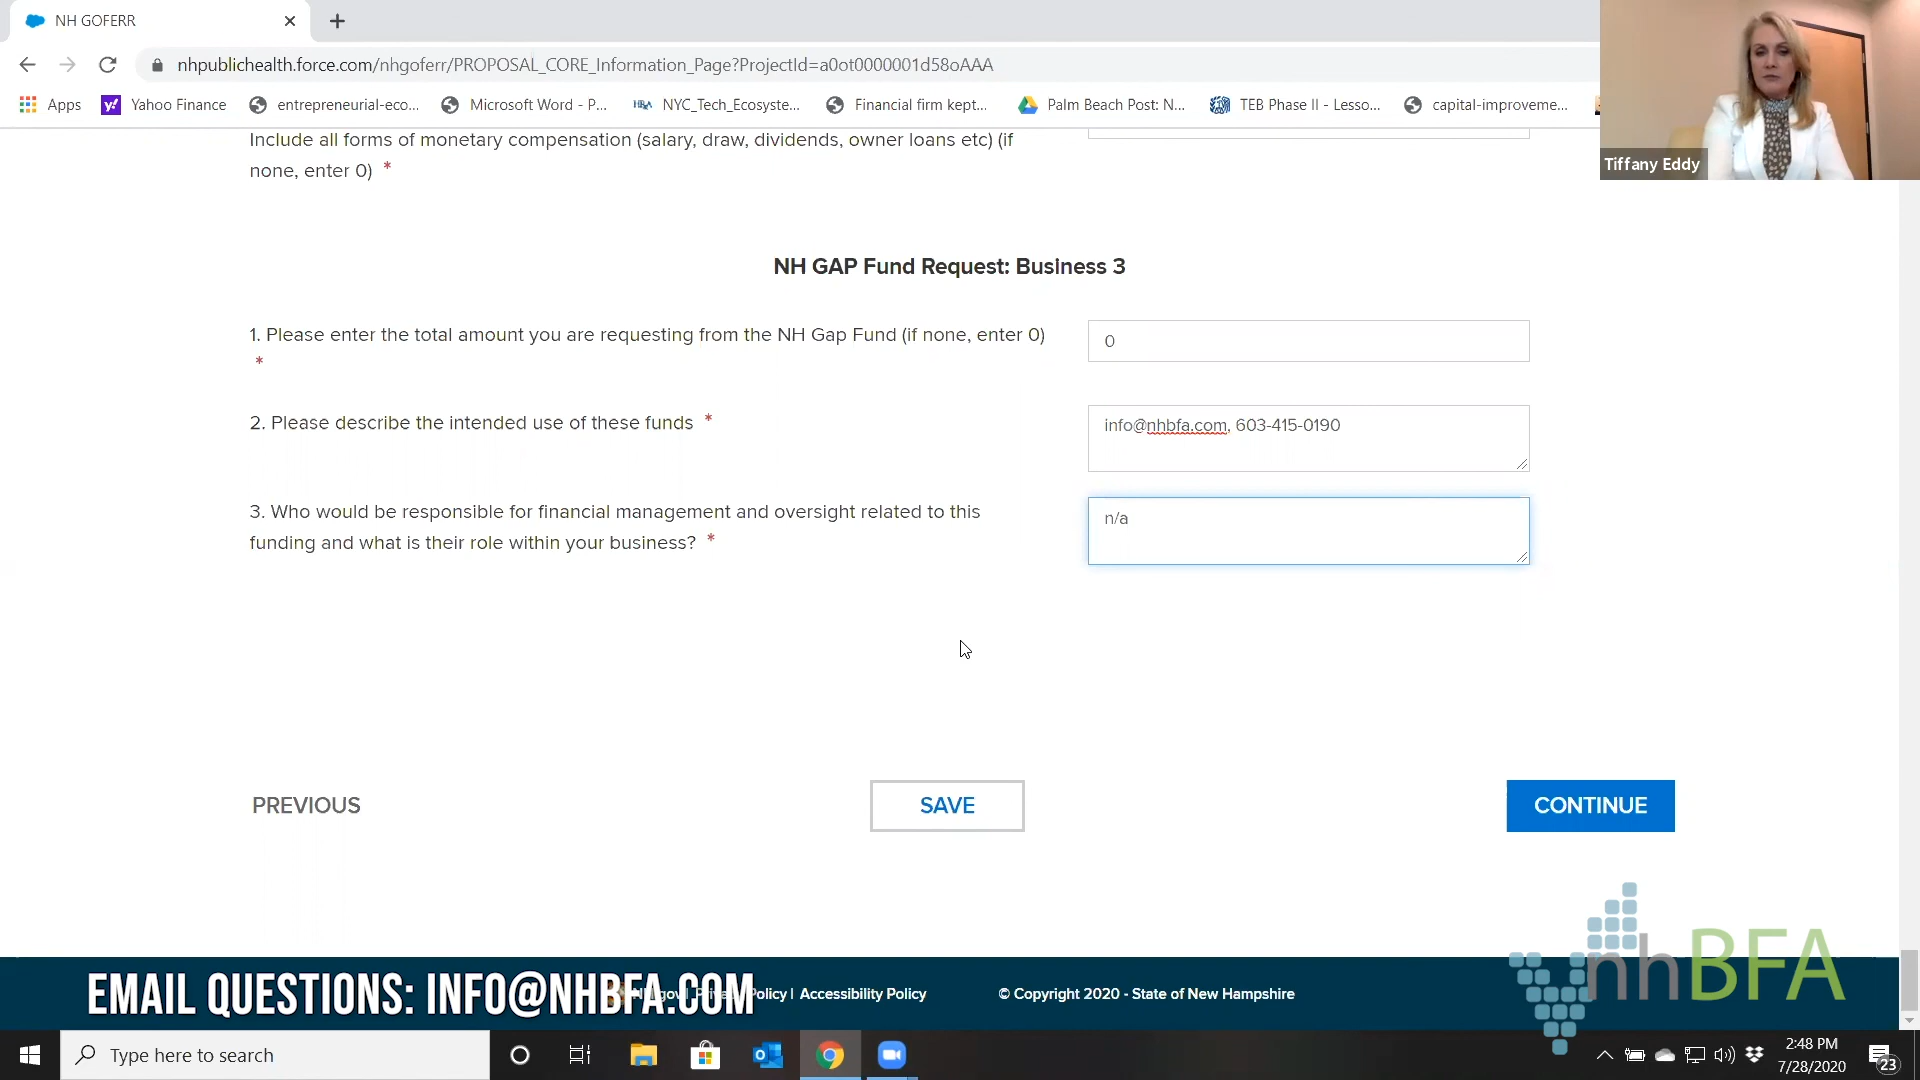 NH GOFERR
nhpublichealth.force.com/nhgoferr/PROPOSAL_CORE_Information_Page?ProjectId=a0ot0000001d58oAAA
Apps Yahoo Finance entrepreneurial-eco... Microsoft Word - P... NYC_Tech_Ecosyste... Financial firm kept... Palm Beach Post: N... TEB Phase II - Lesso... capital-improveme...
Tiffany Eddy
Include all forms of monetary compensation (salary, draw, dividends, owner loans etc) (if
none, enter 0) *
NH GAP Fund Request: Business 3
1. Please enter the total amount you are requesting from the NH Gap Fund (if none, enter 0)
*
0
2. Please describe the intended use of these funds *
info@nhbfa.com, 603-415-0190
3. Who would be responsible for financial management and oversight related to this
funding and what is their role within your business? *
n/a
PREVIOUS
SAVE
CONTINUE
nhBFA
EMAIL QUESTIONS: INFO@NHBFA.COM
Policy | Accessibility Policy
© Copyright 2020 - State of New Hampshire
Type here to search
2:48 PM
7/28/2020
23